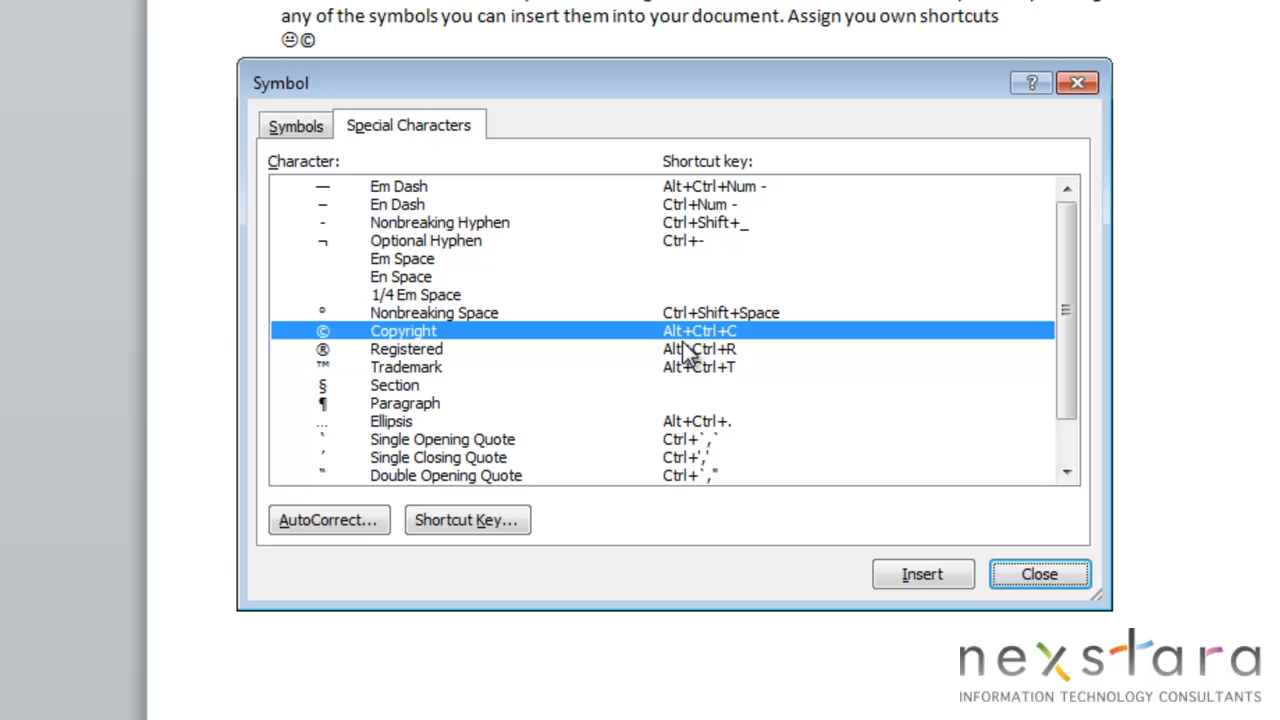 any of the symbols you can insert them into your document. Assign you own shortcuts
😐©
Symbol
?
Symbols Special Characters
Character: Shortcut key:
— Em Dash Alt+Ctrl+Num -
– En Dash Ctrl+Num -
- Nonbreaking Hyphen Ctrl+Shift+_
¬ Optional Hyphen Ctrl+-
Em Space
En Space
1/4 Em Space
° Nonbreaking Space Ctrl+Shift+Space
© Copyright Alt+Ctrl+C
® Registered Alt+Ctrl+R
™ Trademark Alt+Ctrl+T
§ Section
¶ Paragraph
… Ellipsis Alt+Ctrl+.
‘ Single Opening Quote Ctrl+`,`
’ Single Closing Quote Ctrl+','
“ Double Opening Quote Ctrl+`,"
AutoCorrect... Shortcut Key...
Insert Close
nexstara
INFORMATION TECHNOLOGY CONSULTANTS